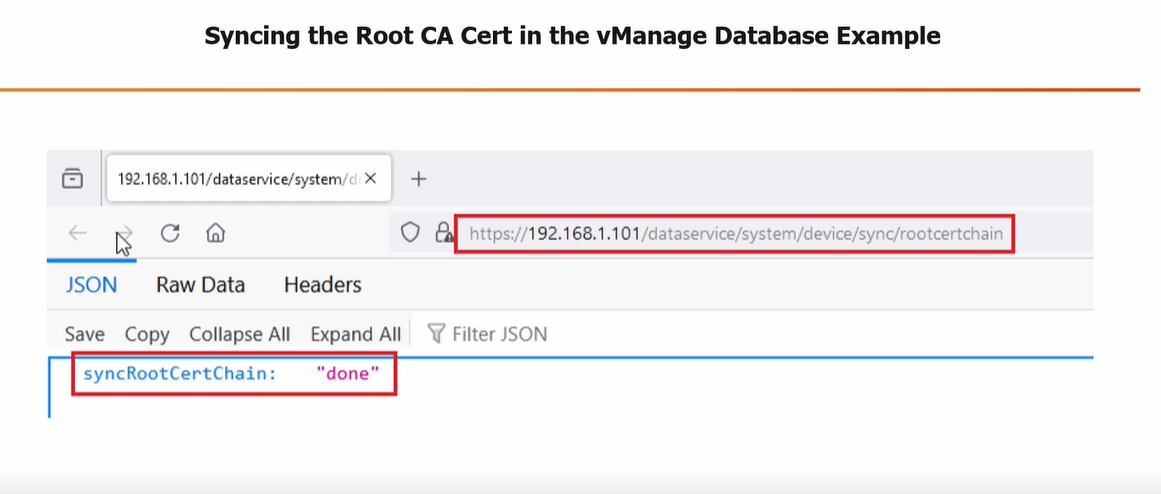 Syncing the Root CA Cert in the vManage Database Example
192.168.1.101/dataservice/system/d
https://192.168.1.101/dataservice/system/device/sync/rootcertchain
JSON Raw Data Headers
Save Copy Collapse All Expand All Filter JSON
syncRootCertChain: "done"